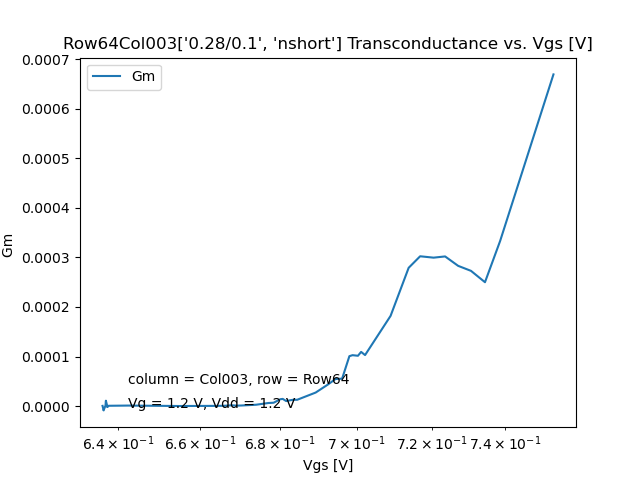 Row64Col003['0.28/0.1', 'nshort'] Transconductance vs. Vgs [V]
0.0007
0.0006
0.0005
0.0004
0.0003
0.0002
0.0001
0.0000
Gm
Gm
column = Col003, row = Row64
Vg = 1.2 V, Vdd = 1.2 V
6.4 × 10⁻¹ 6.6 × 10⁻¹ 6.8 × 10⁻¹ 7 × 10⁻¹ 7.2 × 10⁻¹ 7.4 × 10⁻¹
Vgs [V]